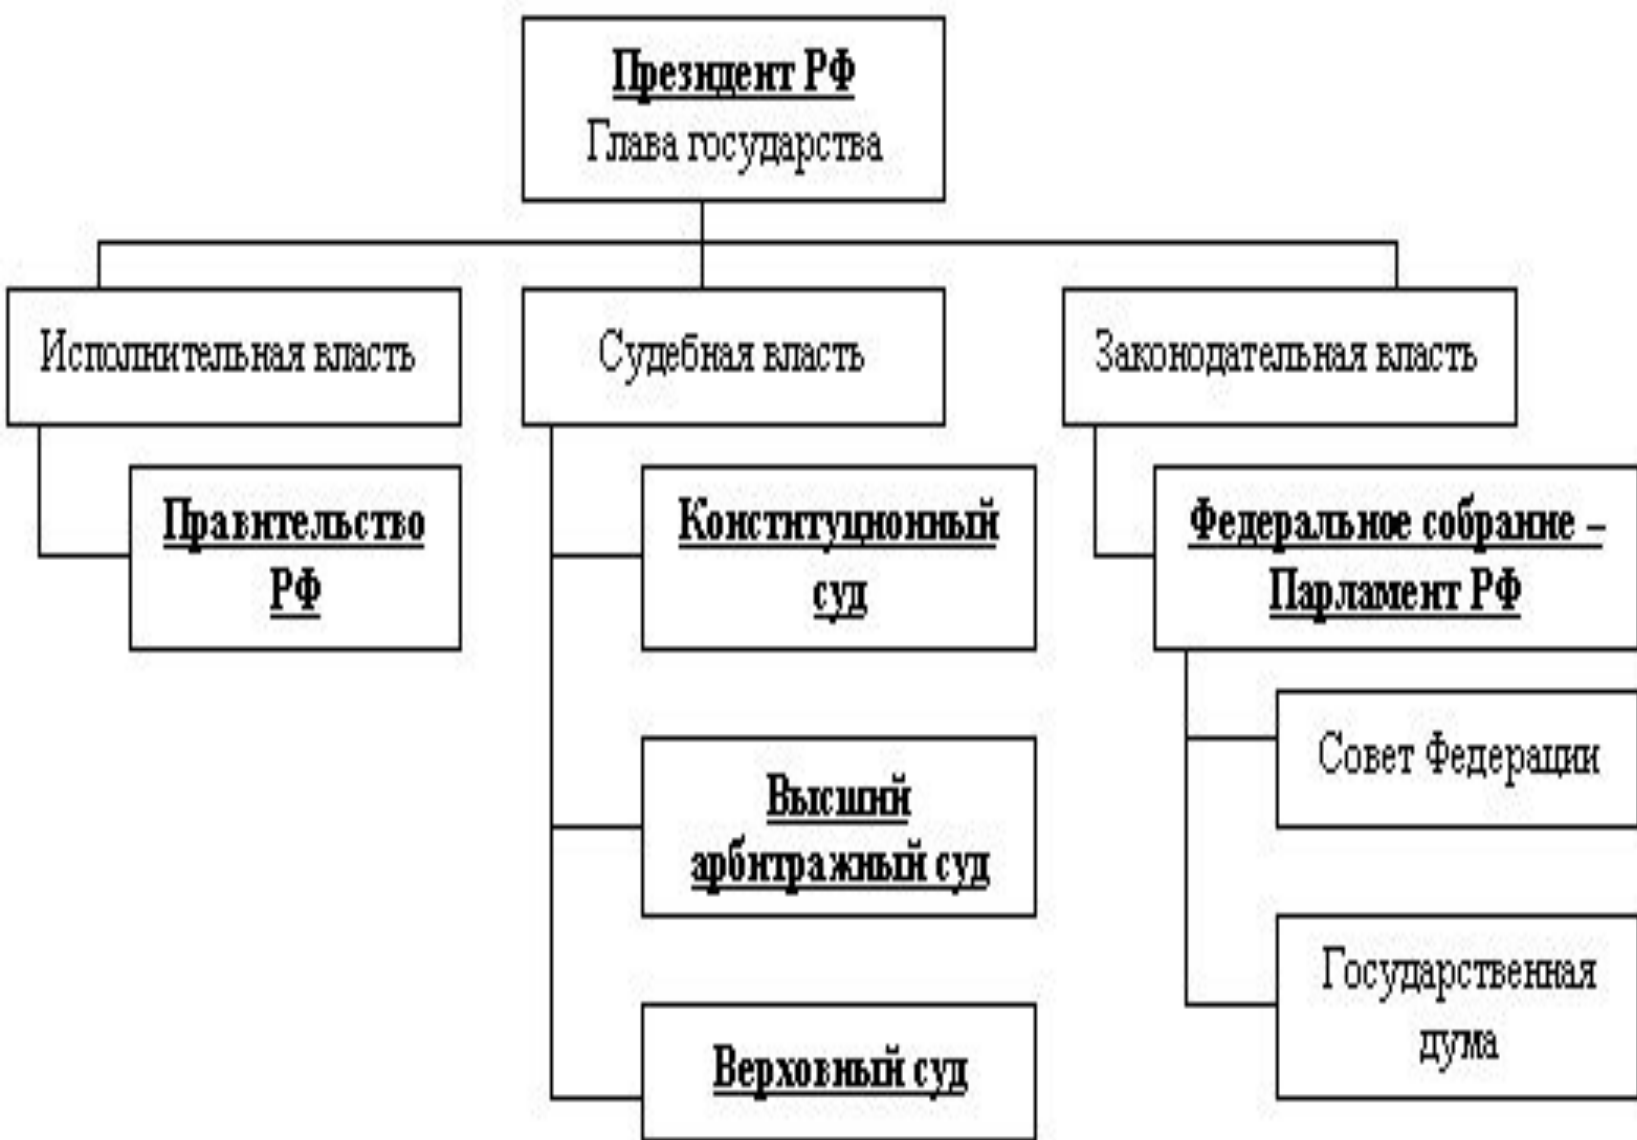 Президент РФ
Глава государства
Исполнительная власть
Судебная власть
Законодательная власть
Правительство
РФ
Конституционный
суд
Федеральное собрание –
Парламент РФ
Совет Федерации
Высший
арбитражный суд
Государственная
дума
Верховный суд